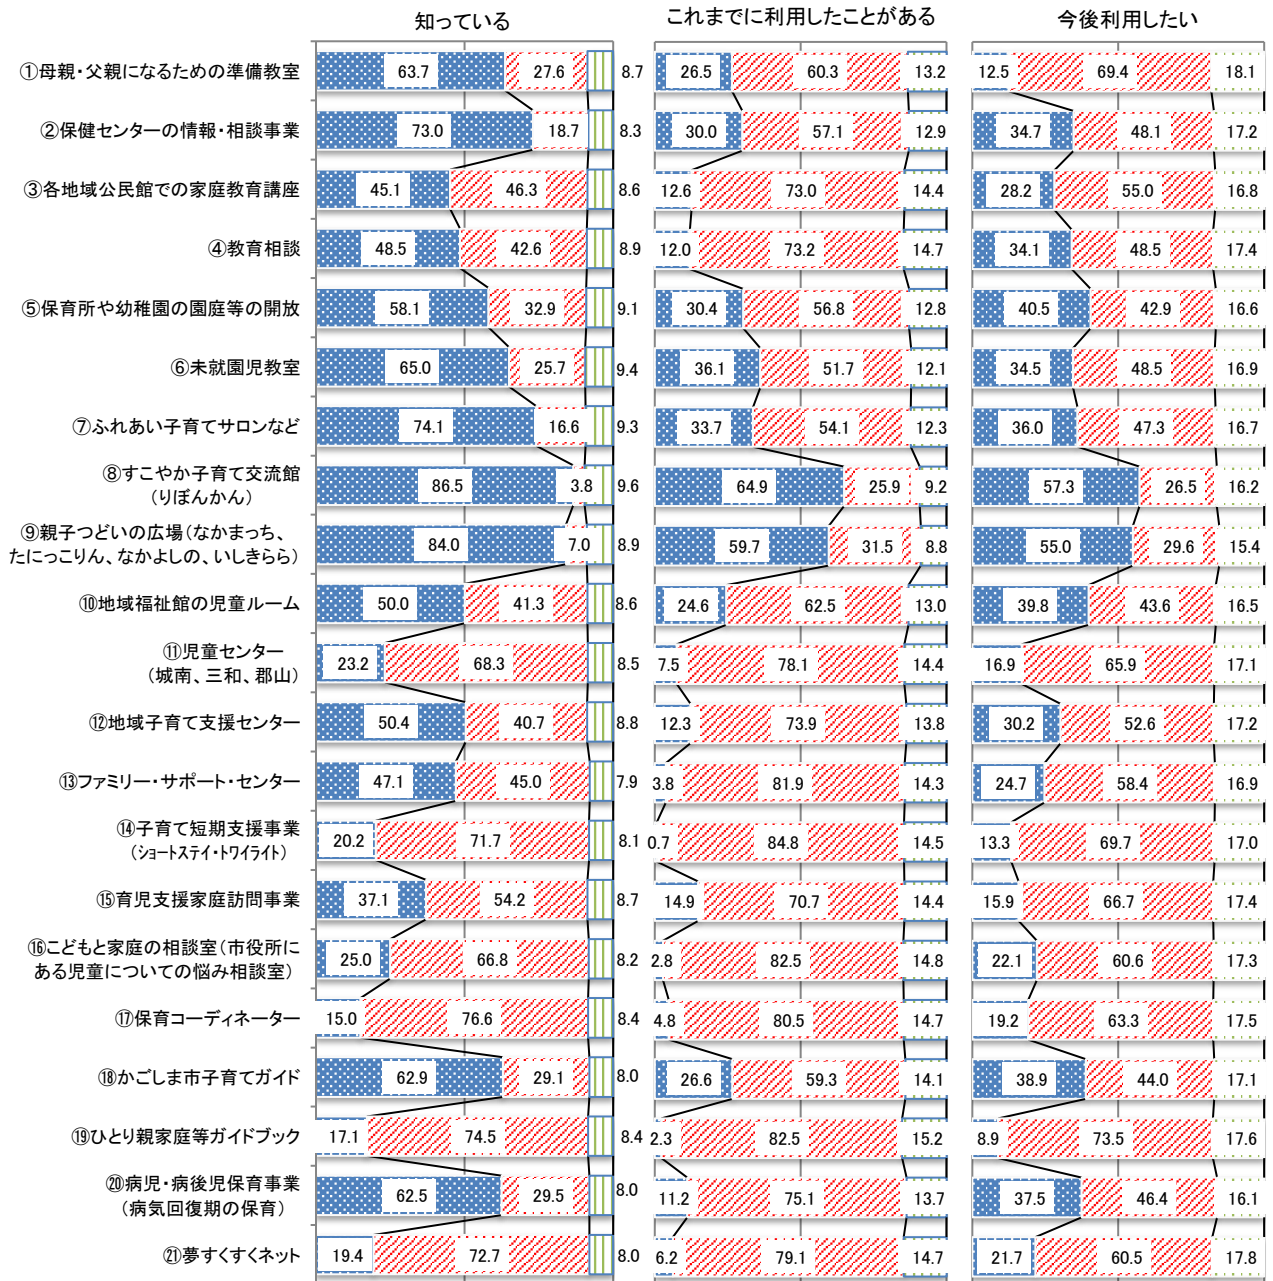 知っている これまでに利用したことがある 今後利用したい
①母親・父親になるための準備教室 63.7 27.6 8.7 26.5 60.3 13.2 12.5 69.4 18.1
②保健センターの情報・相談事業 73.0 18.7 8.3 30.0 57.1 12.9 34.7 48.1 17.2
③各地域公民館での家庭教育講座 45.1 46.3 8.6 12.6 73.0 14.4 28.2 55.0 16.8
④教育相談 48.5 42.6 8.9 12.0 73.2 14.7 34.1 48.5 17.4
⑤保育所や幼稚園の園庭等の開放 58.1 32.9 9.1 30.4 56.8 12.8 40.5 42.9 16.6
⑥未就園児教室 65.0 25.7 9.4 36.1 51.7 12.1 34.5 48.5 16.9
⑦ふれあい子育てサロンなど 74.1 16.6 9.3 33.7 54.1 12.3 36.0 47.3 16.7
⑧すこやか子育て交流館
(りぼんかん) 86.5 3.8 9.6 64.9 25.9 9.2 57.3 26.5 16.2
⑨親子つどいの広場(なかまっち、
たにっこりん、なかよしの、いしきらら) 84.0 7.0 8.9 59.7 31.5 8.8 55.0 29.6 15.4
⑩地域福祉館の児童ルーム 50.0 41.3 8.6 24.6 62.5 13.0 39.8 43.6 16.5
⑪児童センター
(城南、三和、郡山) 23.2 68.3 8.5 7.5 78.1 14.4 16.9 65.9 17.1
⑫地域子育て支援センター 50.4 40.7 8.8 12.3 73.9 13.8 30.2 52.6 17.2
⑬ファミリー・サポート・センター 47.1 45.0 7.9 3.8 81.9 14.3 24.7 58.4 16.9
⑭子育て短期支援事業
(ショートステイ・トワイライト) 20.2 71.7 8.1 0.7 84.8 14.5 13.3 69.7 17.0
⑮育児支援家庭訪問事業 37.1 54.2 8.7 14.9 70.7 14.4 15.9 66.7 17.4
⑯こどもと家庭の相談室(市役所に
ある児童についての悩み相談室) 25.0 66.8 8.2 2.8 82.5 14.8 22.1 60.6 17.3
⑰保育コーディネーター 15.0 76.6 8.4 4.8 80.5 14.7 19.2 63.3 17.5
⑱かごしま市子育てガイド 62.9 29.1 8.0 26.6 59.3 14.1 38.9 44.0 17.1
⑲ひとり親家庭等ガイドブック 17.1 74.5 8.4 2.3 82.5 15.2 8.9 73.5 17.6
⑳病児・病後児保育事業
(病気回復期の保育) 62.5 29.5 8.0 11.2 75.1 13.7 37.5 46.4 16.1
㉑夢すくすくネット 19.4 72.7 8.0 6.2 79.1 14.7 21.7 60.5 17.8